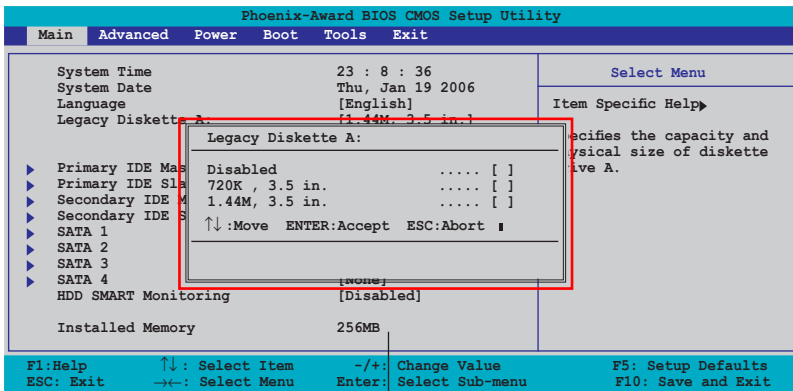 Phoenix-Award BIOS CMOS Setup Utility
Main Advanced Power Boot Tools Exit
System Time 23 : 8 : 36
System Date Thu, Jan 19 2006
Language [English]
Legacy Diskette A: [1.44M, 3.5 in.]
Primary IDE Mas
Primary IDE Sla
Secondary IDE M
Secondary IDE S
SATA 1
SATA 2
SATA 3
SATA 4 [None]
HDD SMART Monitoring [Disabled]
Installed Memory 256MB
Legacy Diskette A:
Disabled ..... [ ]
720K , 3.5 in. ..... [ ]
1.44M, 3.5 in. ..... [ ]
↑↓ :Move ENTER:Accept ESC:Abort
Select Menu
Item Specific Help
ecifies the capacity and
ysical size of diskette
ive A.
F1:Help ↑↓ : Select Item -/+: Change Value F5: Setup Defaults
ESC: Exit →←: Select Menu Enter: Select Sub-menu F10: Save and Exit